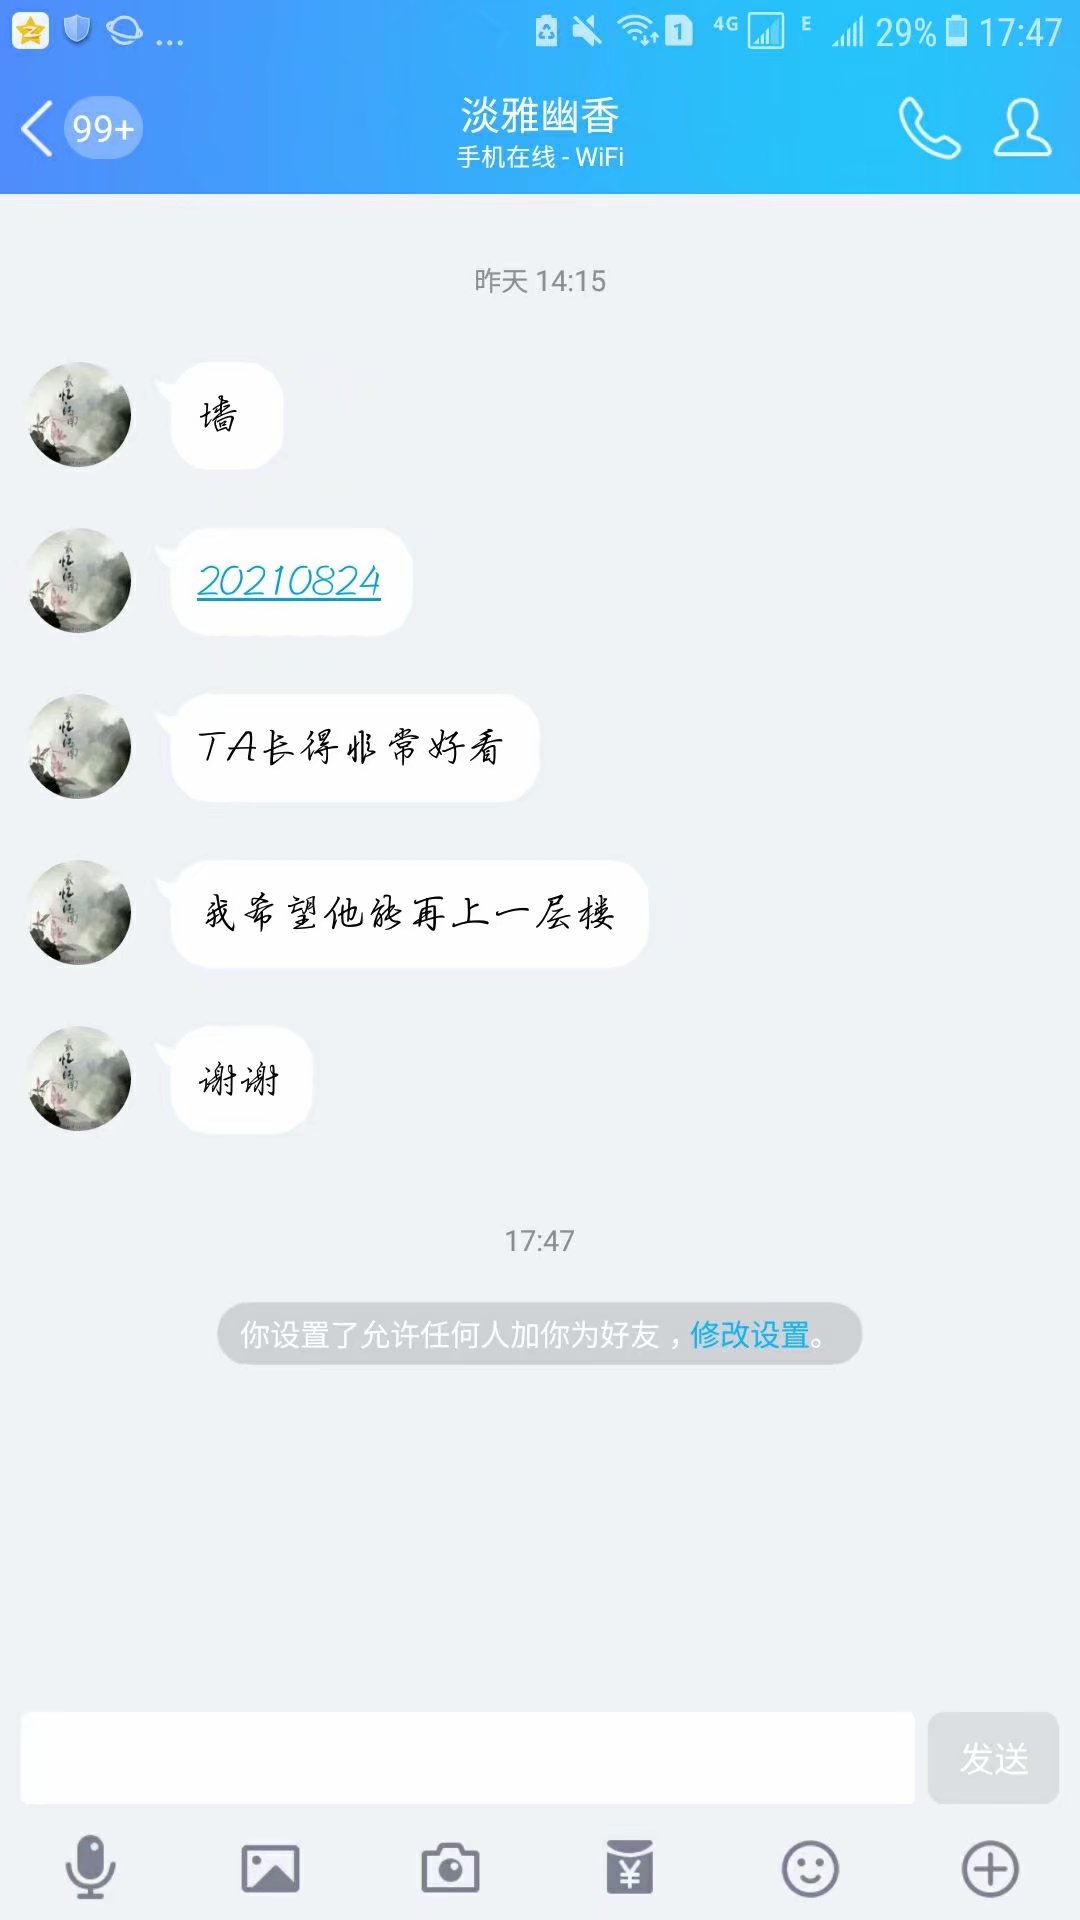 4G E 29% 17:47
99+
淡雅幽香
手机在线 - WiFi
昨天 14:15
墙
20210824
TA长得非常好看
我希望他能再上一层楼
谢谢
17:47
你设置了允许任何人加你为好友，修改设置。
发送